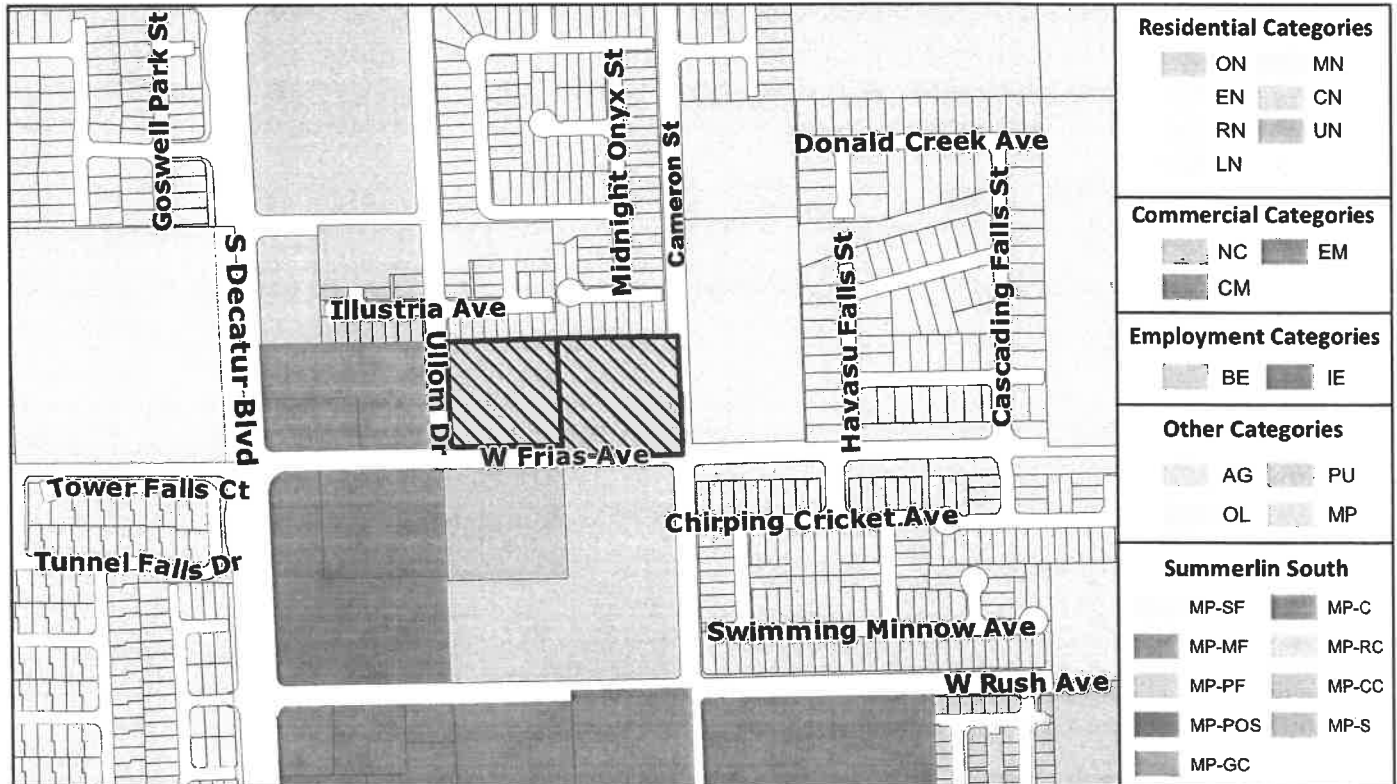 Goswell Park St
S Decatur Blvd
Midnight Onyx St
Cameron St
Donald Creek Ave
Havasu Falls St
Cascading Falls St
Illustria Ave
Ullom Dr
W Frias Ave
Tower Falls Ct
Tunnel Falls Dr
Chirping Cricket Ave
Swimming Minnow Ave
W Rush Ave
Residential Categories
ON MN
EN CN
RN UN
LN
Commercial Categories
NC EM
CM
Employment Categories
BE IE
Other Categories
AG PU
OL MP
Summerlin South
MP-SF MP-C
MP-MF MP-RC
MP-PF MP-CC
MP-POS MP-S
MP-GC